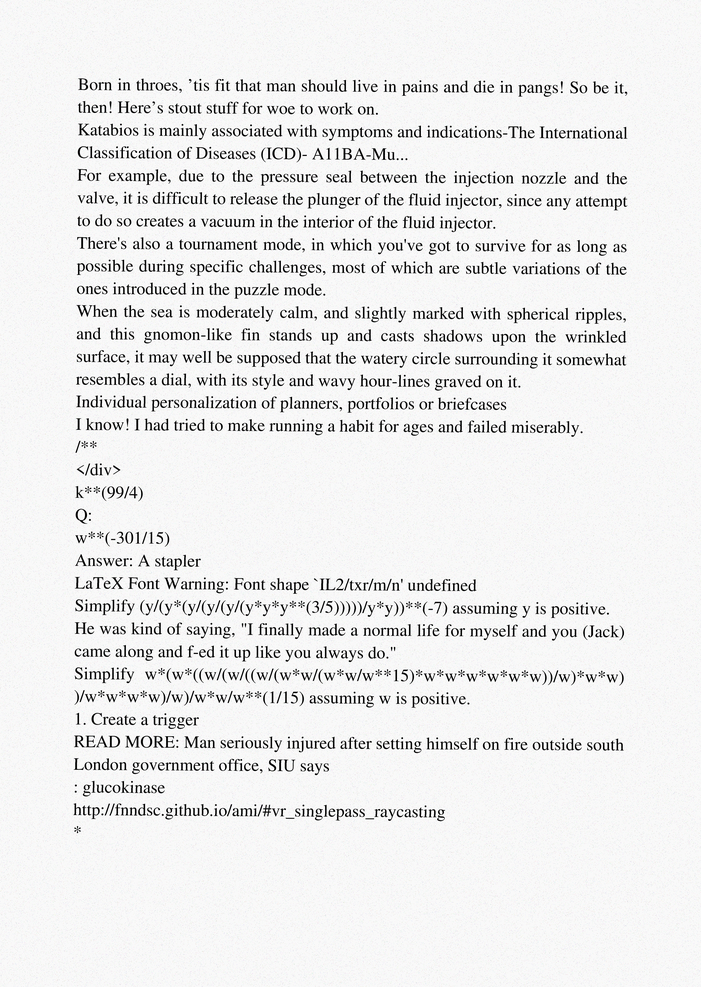 Born in throes, ’tis fit that man should live in pains and die in pangs! So be it,
then! Here’s stout stuff for woe to work on.
Katabios is mainly associated with symptoms and indications-The International
Classification of Diseases (ICD)- A11BA-Mu...
For example, due to the pressure seal between the injection nozzle and the
valve, it is difficult to release the plunger of the fluid injector, since any attempt
to do so creates a vacuum in the interior of the fluid injector.
There's also a tournament mode, in which you've got to survive for as long as
possible during specific challenges, most of which are subtle variations of the
ones introduced in the puzzle mode.
When the sea is moderately calm, and slightly marked with spherical ripples,
and this gnomon-like fin stands up and casts shadows upon the wrinkled
surface, it may well be supposed that the watery circle surrounding it somewhat
resembles a dial, with its style and wavy hour-lines graved on it.
Individual personalization of planners, portfolios or briefcases
I know! I had tried to make running a habit for ages and failed miserably.
/**
</div>
k**(99/4)
Q:
w**(-301/15)
Answer: A stapler
LaTeX Font Warning: Font shape `IL2/txr/m/n' undefined
Simplify (y/(y*(y/(y/(y/(y*y*y**(3/5)))))/y*y))**(-7) assuming y is positive.
He was kind of saying, "I finally made a normal life for myself and you (Jack)
came along and f-ed it up like you always do."
Simplify w*(w*((w/(w/((w/(w*w/(w*w/w**15)*w*w*w*w*w*w))/w)*w*w)
)/w*w*w*w)/w)/w*w/w**(1/15) assuming w is positive.
1. Create a trigger
READ MORE: Man seriously injured after setting himself on fire outside south
London government office, SIU says
: glucokinase
http://fnndsc.github.io/ami/#vr_singlepass_raycasting
*